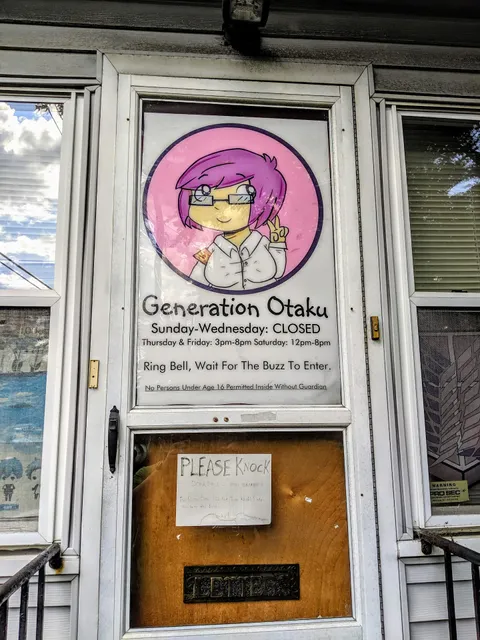 Generation Otaku
Sunday-Wednesday: CLOSED
Thursday & Friday: 3pm-8pm Saturday: 12pm-8pm
Ring Bell, Wait For The Buzz To Enter.
No Persons Under Age 16 Permitted Inside Without Guardian
PLEASE KNOCK
LETTERS
WARNING